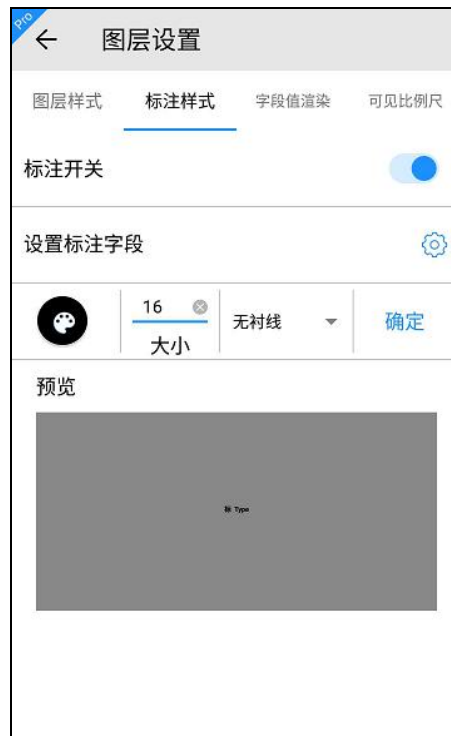 Pro
图层设置
图层样式 标注样式 字段值渲染 可见比例尺
标注开关
设置标注字段
16 无衬线 确定
大小
预览
标 Type